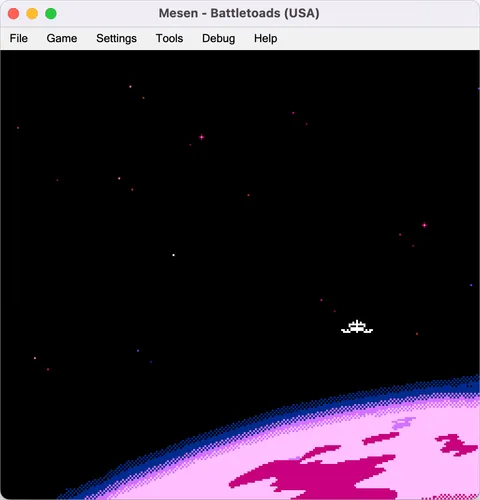 Mesen - Battletoads (USA)
File Game Settings Tools Debug Help